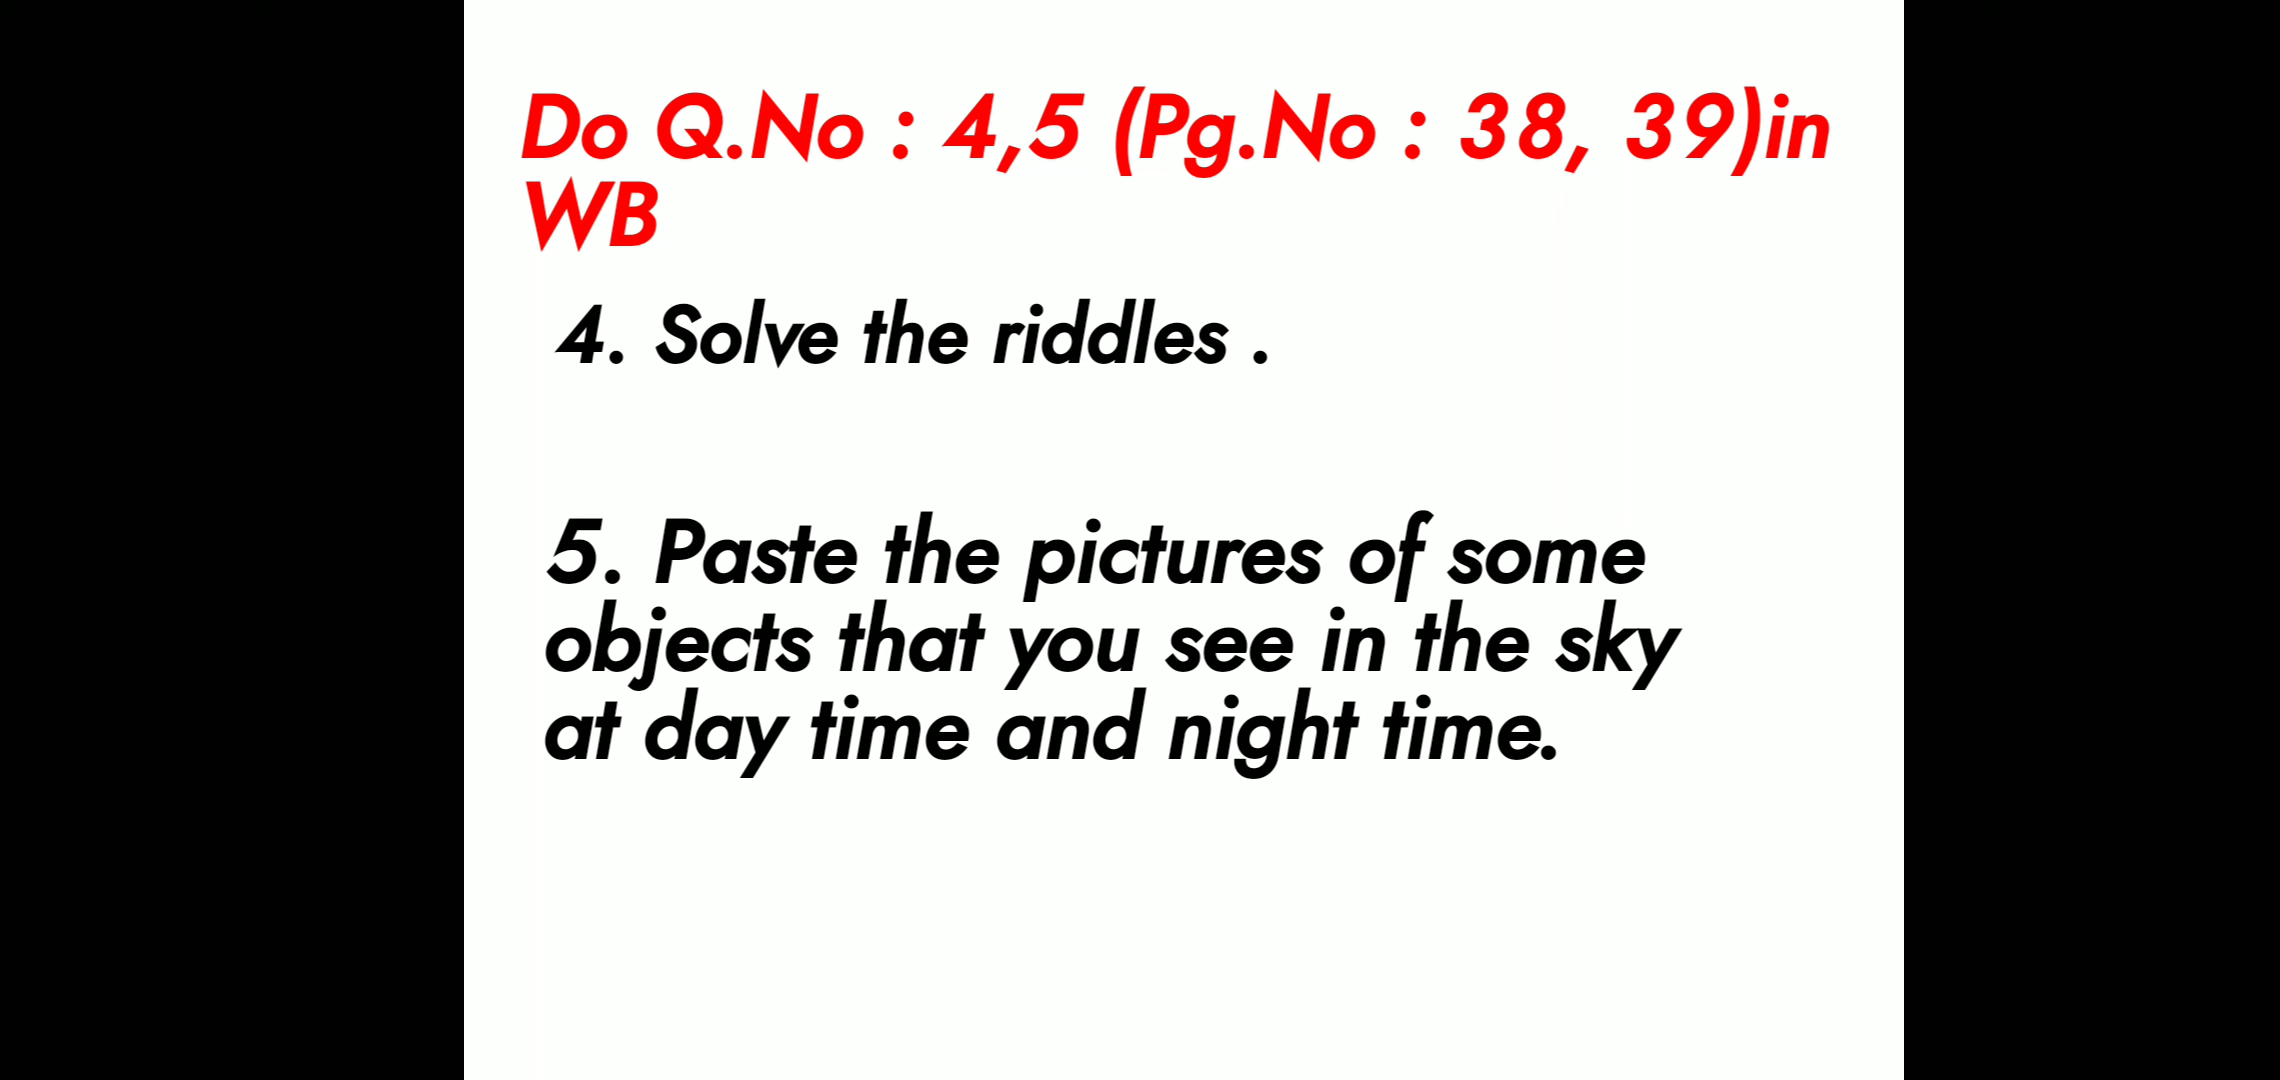 Do Q.No : 4,5 (Pg.No : 38, 39)in
WB
4. Solve the riddles .
5. Paste the pictures of some
objects that you see in the sky
at day time and night time.